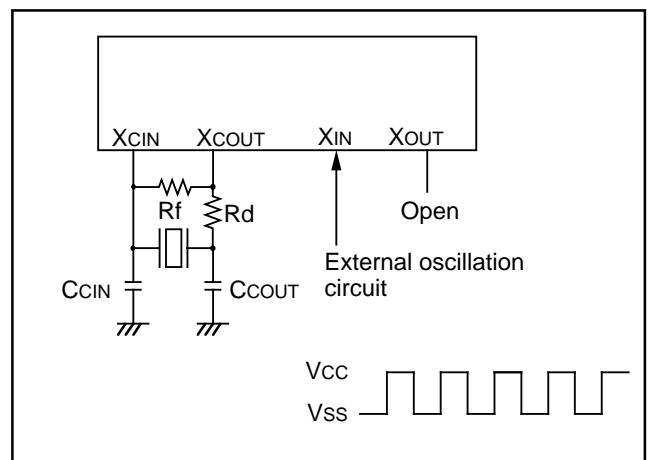 XCIN XCOUT XIN XOUT
Rf
Rd
Open
External oscillation
circuit
CCIN
CCOUT
VCC
VSS